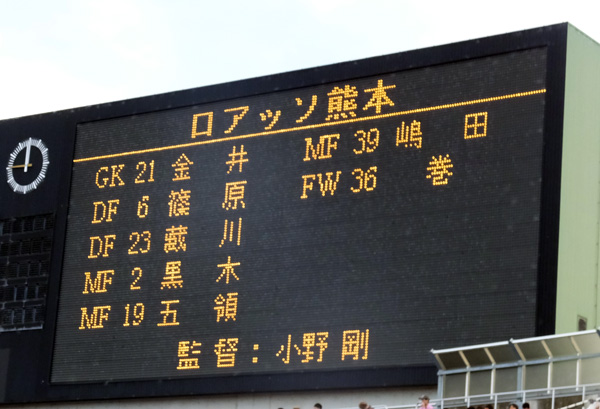 ロアッソ熊本
GK 21 金井
DF 6 篠原
DF 23 藏川
MF 2 黒木
MF 19 五領
MF 39 嶋田
FW 36 巻
監督：小野剛